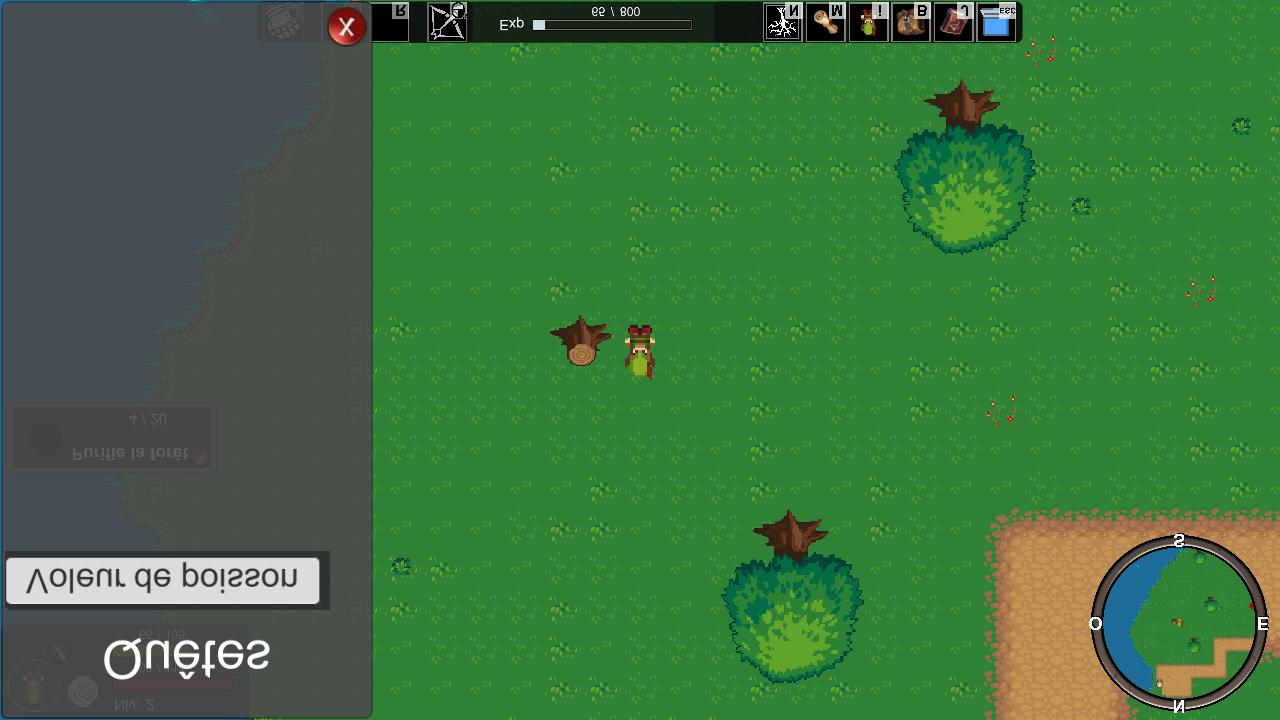 Niv. 2
Quêtes
Voleur de poisson
Purifie la forêt
4 / 20
N
O
E
S
Exp
65 / 800
R
N
M
I
B
J
ESC